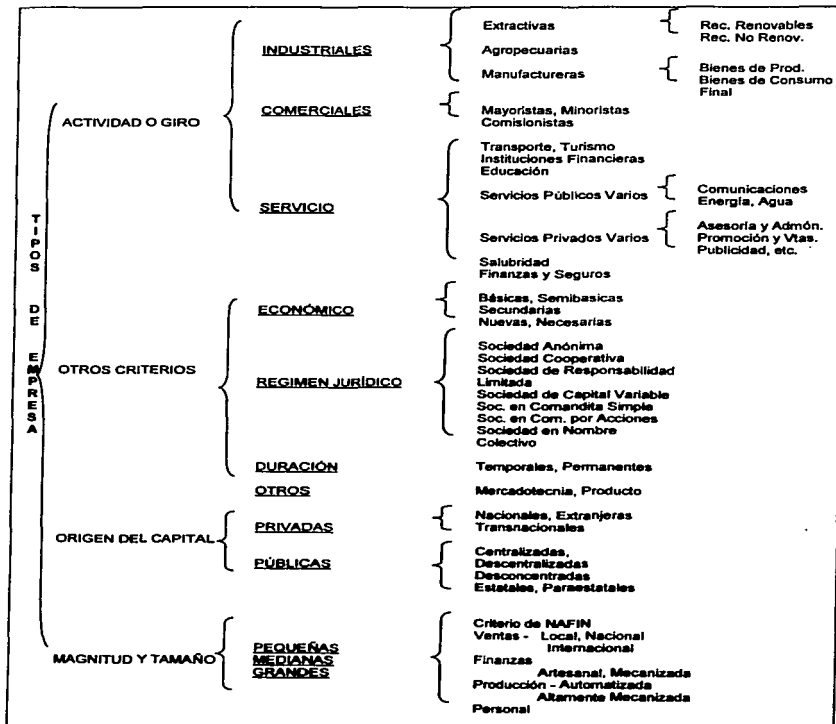 TIPOS DE EMPRESA
ACTIVIDAD O GIRO
INDUSTRIALES
Extractivas
Rec. Renovables
Rec. No Renov.
Agropecuarias
Manufactureras
Bienes de Prod.
Bienes de Consumo
Final
COMERCIALES
Mayoristas, Minoristas
Comisionistas
SERVICIO
Transporte, Turismo
Instituciones Financieras
Educación
Servicios Públicos Varios
Comunicaciones
Energía, Agua
Servicios Privados Varios
Asesoría y Admón.
Promoción y Vtas.
Publicidad, etc.
Salubridad
Finanzas y Seguros
OTROS CRITERIOS
ECONÓMICO
Básicas, Semibasicas
Secundarias
Nuevas, Necesarias
REGIMEN JURÍDICO
Sociedad Anónima
Sociedad Cooperativa
Sociedad de Responsabilidad
Limitada
Sociedad de Capital Variable
Soc. en Comandita Simple
Soc. en Com. por Acciones
Sociedad en Nombre
Colectivo
DURACIÓN
Temporales, Permanentes
OTROS
Mercadotecnia, Producto
ORIGEN DEL CAPITAL
PRIVADAS
Nacionales, Extranjeras
Transnacionales
PÚBLICAS
Centralizadas,
Descentralizadas
Desconcentradas
Estatales, Paraestatales
MAGNITUD Y TAMAÑO
PEQUEÑAS
MEDIANAS
GRANDES
Criterio de NAFIN
Ventas - Local, Nacional
Internacional
Finanzas
Artesanal, Mecanizada
Producción - Automatizada
Altamente Mecanizada
Personal